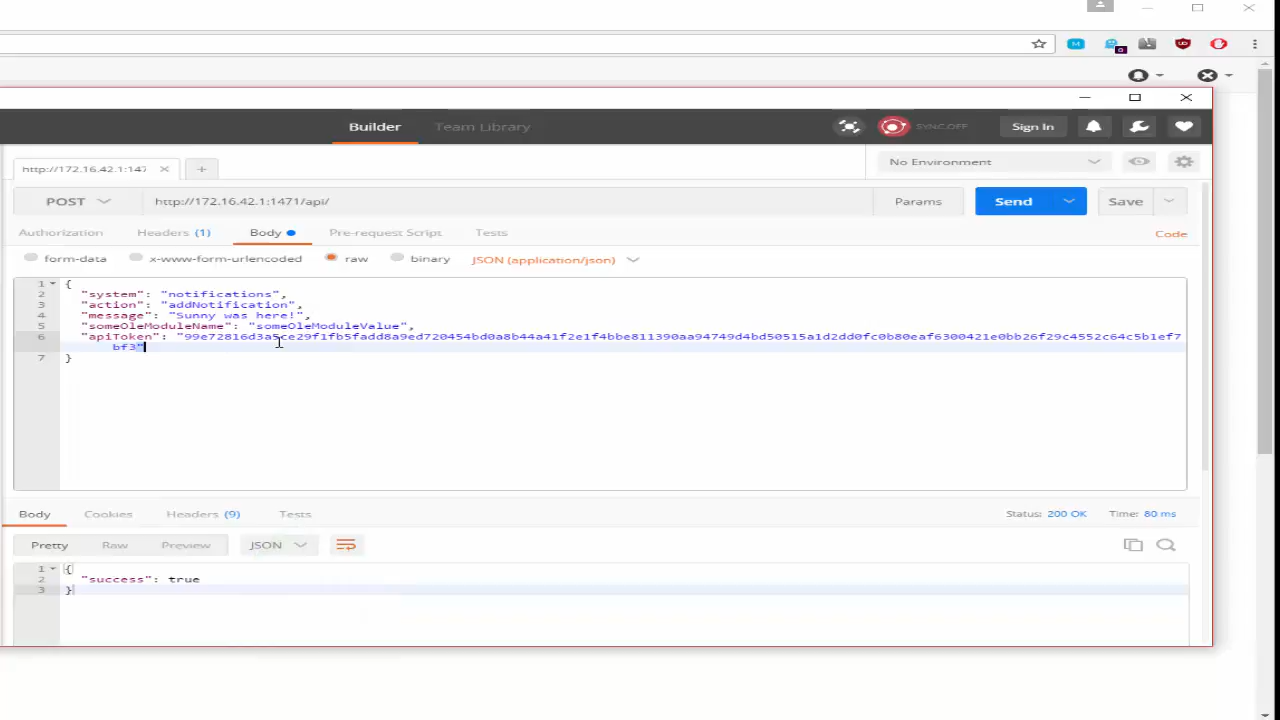 Builder
Team Library
SYNC OFF
Sign In
http://172.16.42.1:147
No Environment
POST
http://172.16.42.1:1471/api/
Params
Send
Save
Authorization
Headers (1)
Body
Pre-request Script
Tests
Code
form-data
x-www-form-urlencoded
raw
binary
JSON (application/json)
1 {
2 "system": "notifications",
3 "action": "addNotification",
4 "message": "Sunny was here!",
5 "someOleModuleName": "someOleModuleValue",
6 "apiToken": "99e72816d3a5ce29f1fb5fadd8a9ed720454bd0a8b44a41f2e1f4bbe811390aa94749d4bd50515a1d2dd0fc0b80eaf6300421e0bb26f29c4552c64c5b1ef7
bf3"
7 }
Body
Cookies
Headers (9)
Tests
Status: 200 OK
Time: 80 ms
Pretty
Raw
Preview
JSON
1 {
2 "success": true
3 }